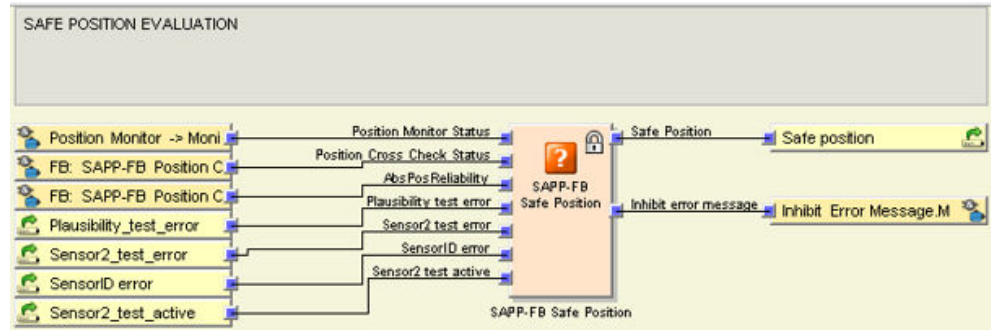 SAFE POSITION EVALUATION
Position Monitor -> Moni
FB: SAPP-FB Position C
FB: SAPP-FB Position C
Plausibility_test_error
Sensor2_test_error
SensorID error
Sensor2_test_active
Position Monitor Status
Position Cross Check Status
AbsPosReliability
Plausibility test error
Sensor2 test error
SensorID error
Sensor2 test active
?
SAPP-FB
Safe Position
SAPP-FB Safe Position
Safe Position
Inhibit error message
Safe position
Inhibit Error Message.M